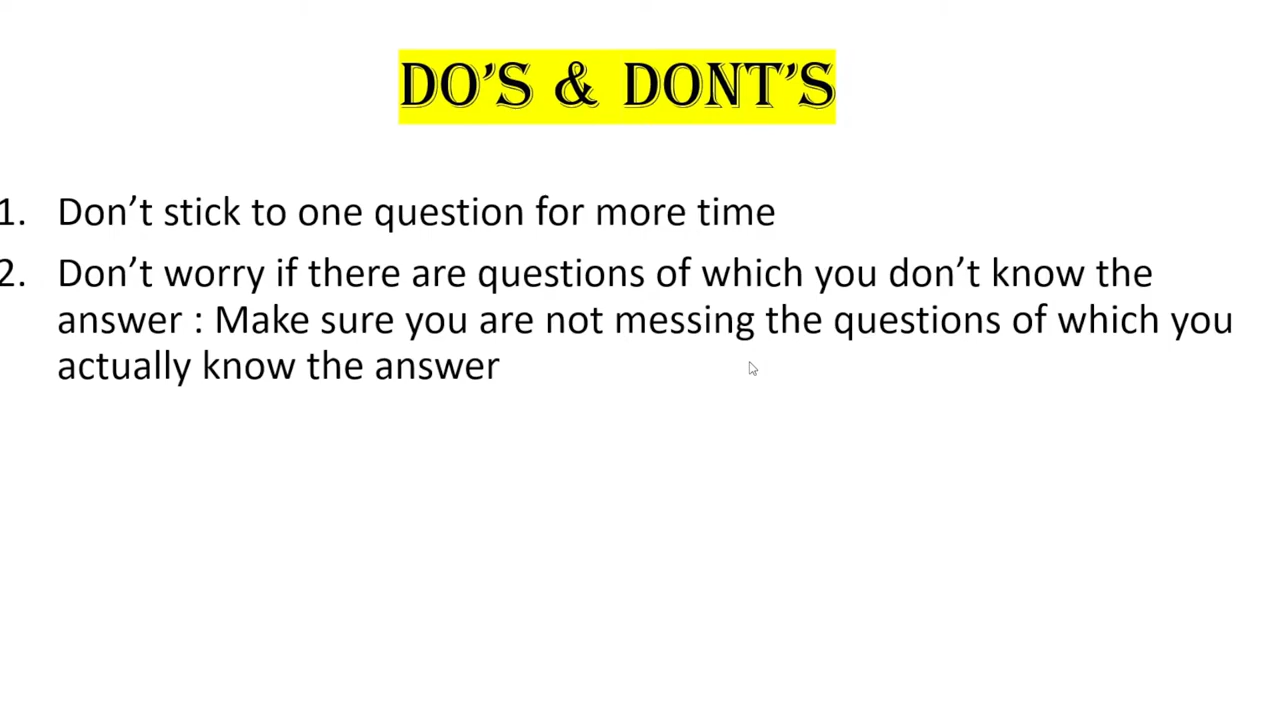 DO'S & DONT'S
1. Don't stick to one question for more time
2. Don't worry if there are questions of which you don't know the
answer : Make sure you are not messing the questions of which you
actually know the answer